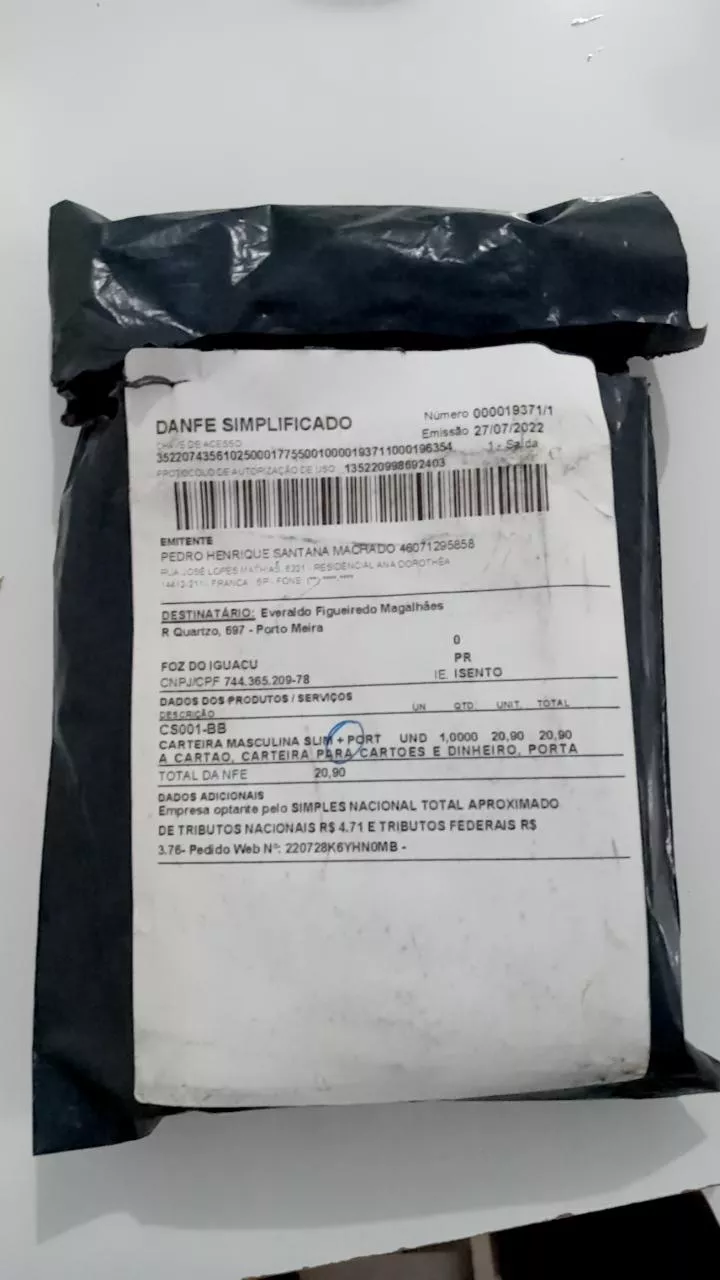 DANFE SIMPLIFICADO
Número 000019371/1
Emissão 27/07/2022
CHAVE DE ACESSO
1 - Saída
35220743561025000177550010000193711000196354
PROTOCOLO DE AUTORIZAÇÃO DE USO 135220998692403
EMITENTE
PEDRO HENRIQUE SANTANA MACHADO 46071295858
RUA JOSÉ LOPES MATHIAS, - RESIDENCIAL ANA DOROTHÉA
FRANCA - SP - FONE: (**) ****-****
DESTINATÁRIO: Everaldo Figueiredo Magalhães
R Quartzo, 697 - Porto Meira
0
FOZ DO IGUACU PR
CNPJ/CPF 744.365.209-78 IE. ISENTO
DADOS DOS PRODUTOS / SERVIÇOS
DESCRIÇÃO UN QTD. UNIT. TOTAL
CS001-BB
CARTEIRA MASCULINA SLIM + PORT UND 1,0000 20,90 20,90
A CARTAO, CARTEIRA PARA CARTOES E DINHEIRO, PORTA
TOTAL DA NFE 20,90
DADOS ADICIONAIS
Empresa optante pelo SIMPLES NACIONAL TOTAL APROXIMADO
DE TRIBUTOS NACIONAIS R$ 4.71 E TRIBUTOS FEDERAIS R$
3.76- Pedido Web Nº: 220728K6YHN0MB -